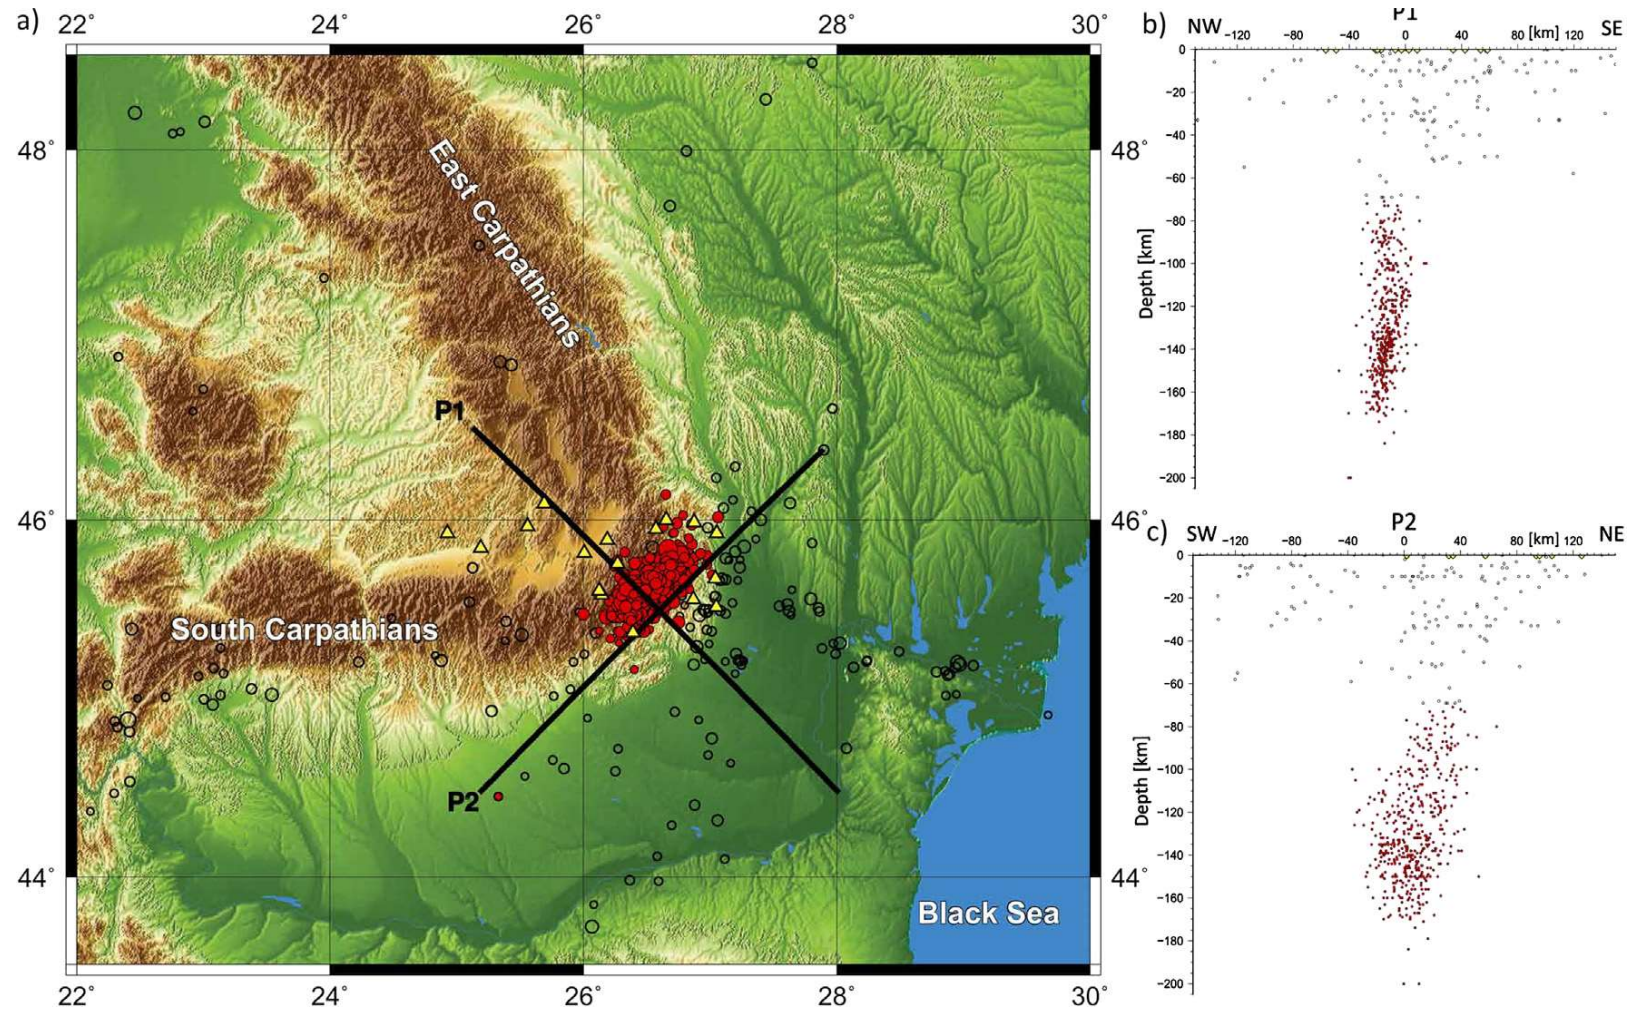 a)
22° 24° 26° 28° 30°
48° 48°
East Carpathians
P1
46° 46°
South Carpathians
P2
44° 44°
Black Sea
22° 24° 26° 28° 30°
b)
P1
NW −120 −80 −40 0 40 80 [km] 120 SE
0
−20
−40
−60
−80
−100
−120
−140
−160
−180
−200
Depth [km]
c)
P2
SW −120 −80 −40 0 40 80 [km] 120 NE
0
−20
−40
−60
−80
−100
−120
−140
−160
−180
−200
Depth [km]